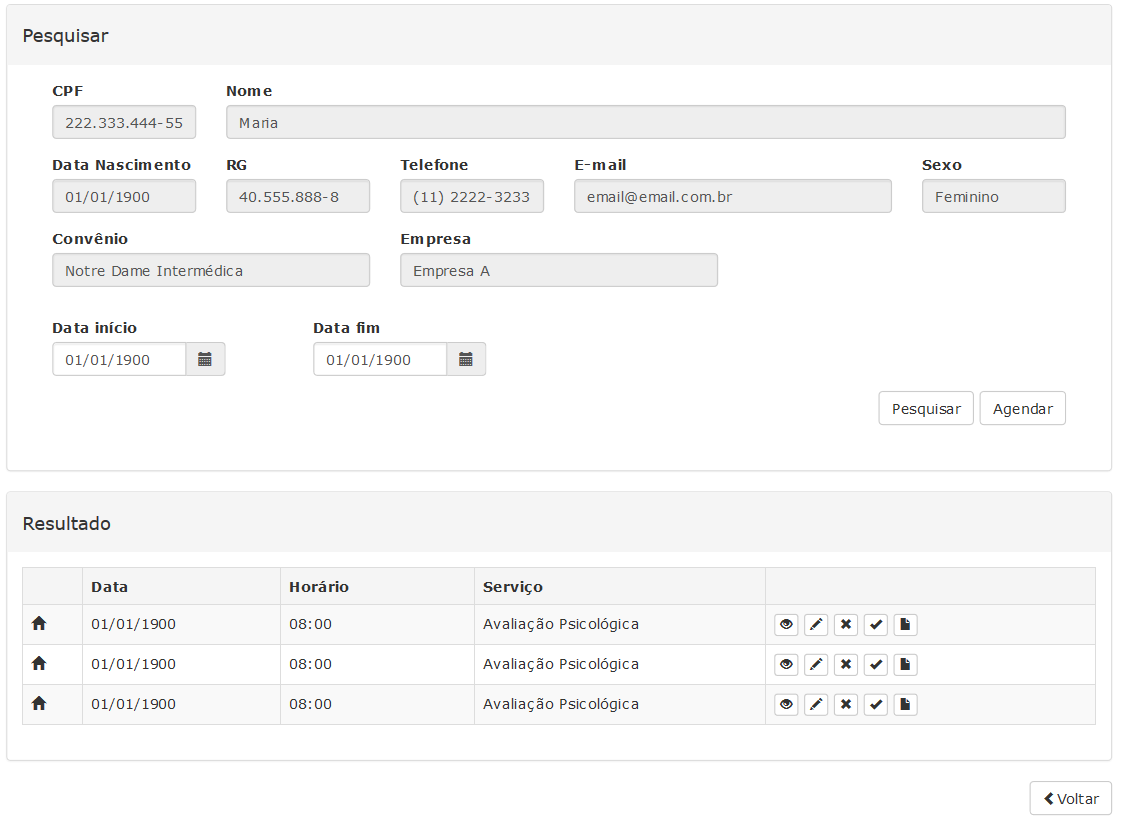 Pesquisar
CPF Nome
222.333.444-55 Maria
Data Nascimento RG Telefone E-mail Sexo
01/01/1900 40.555.888-8 (11) 2222-3233 email@email.com.br Feminino
Convênio Empresa
Notre Dame Intermédica Empresa A
Data início Data fim
01/01/1900 01/01/1900
Pesquisar Agendar
Resultado
Data Horário Serviço
01/01/1900 08:00 Avaliação Psicológica
01/01/1900 08:00 Avaliação Psicológica
01/01/1900 08:00 Avaliação Psicológica
Voltar